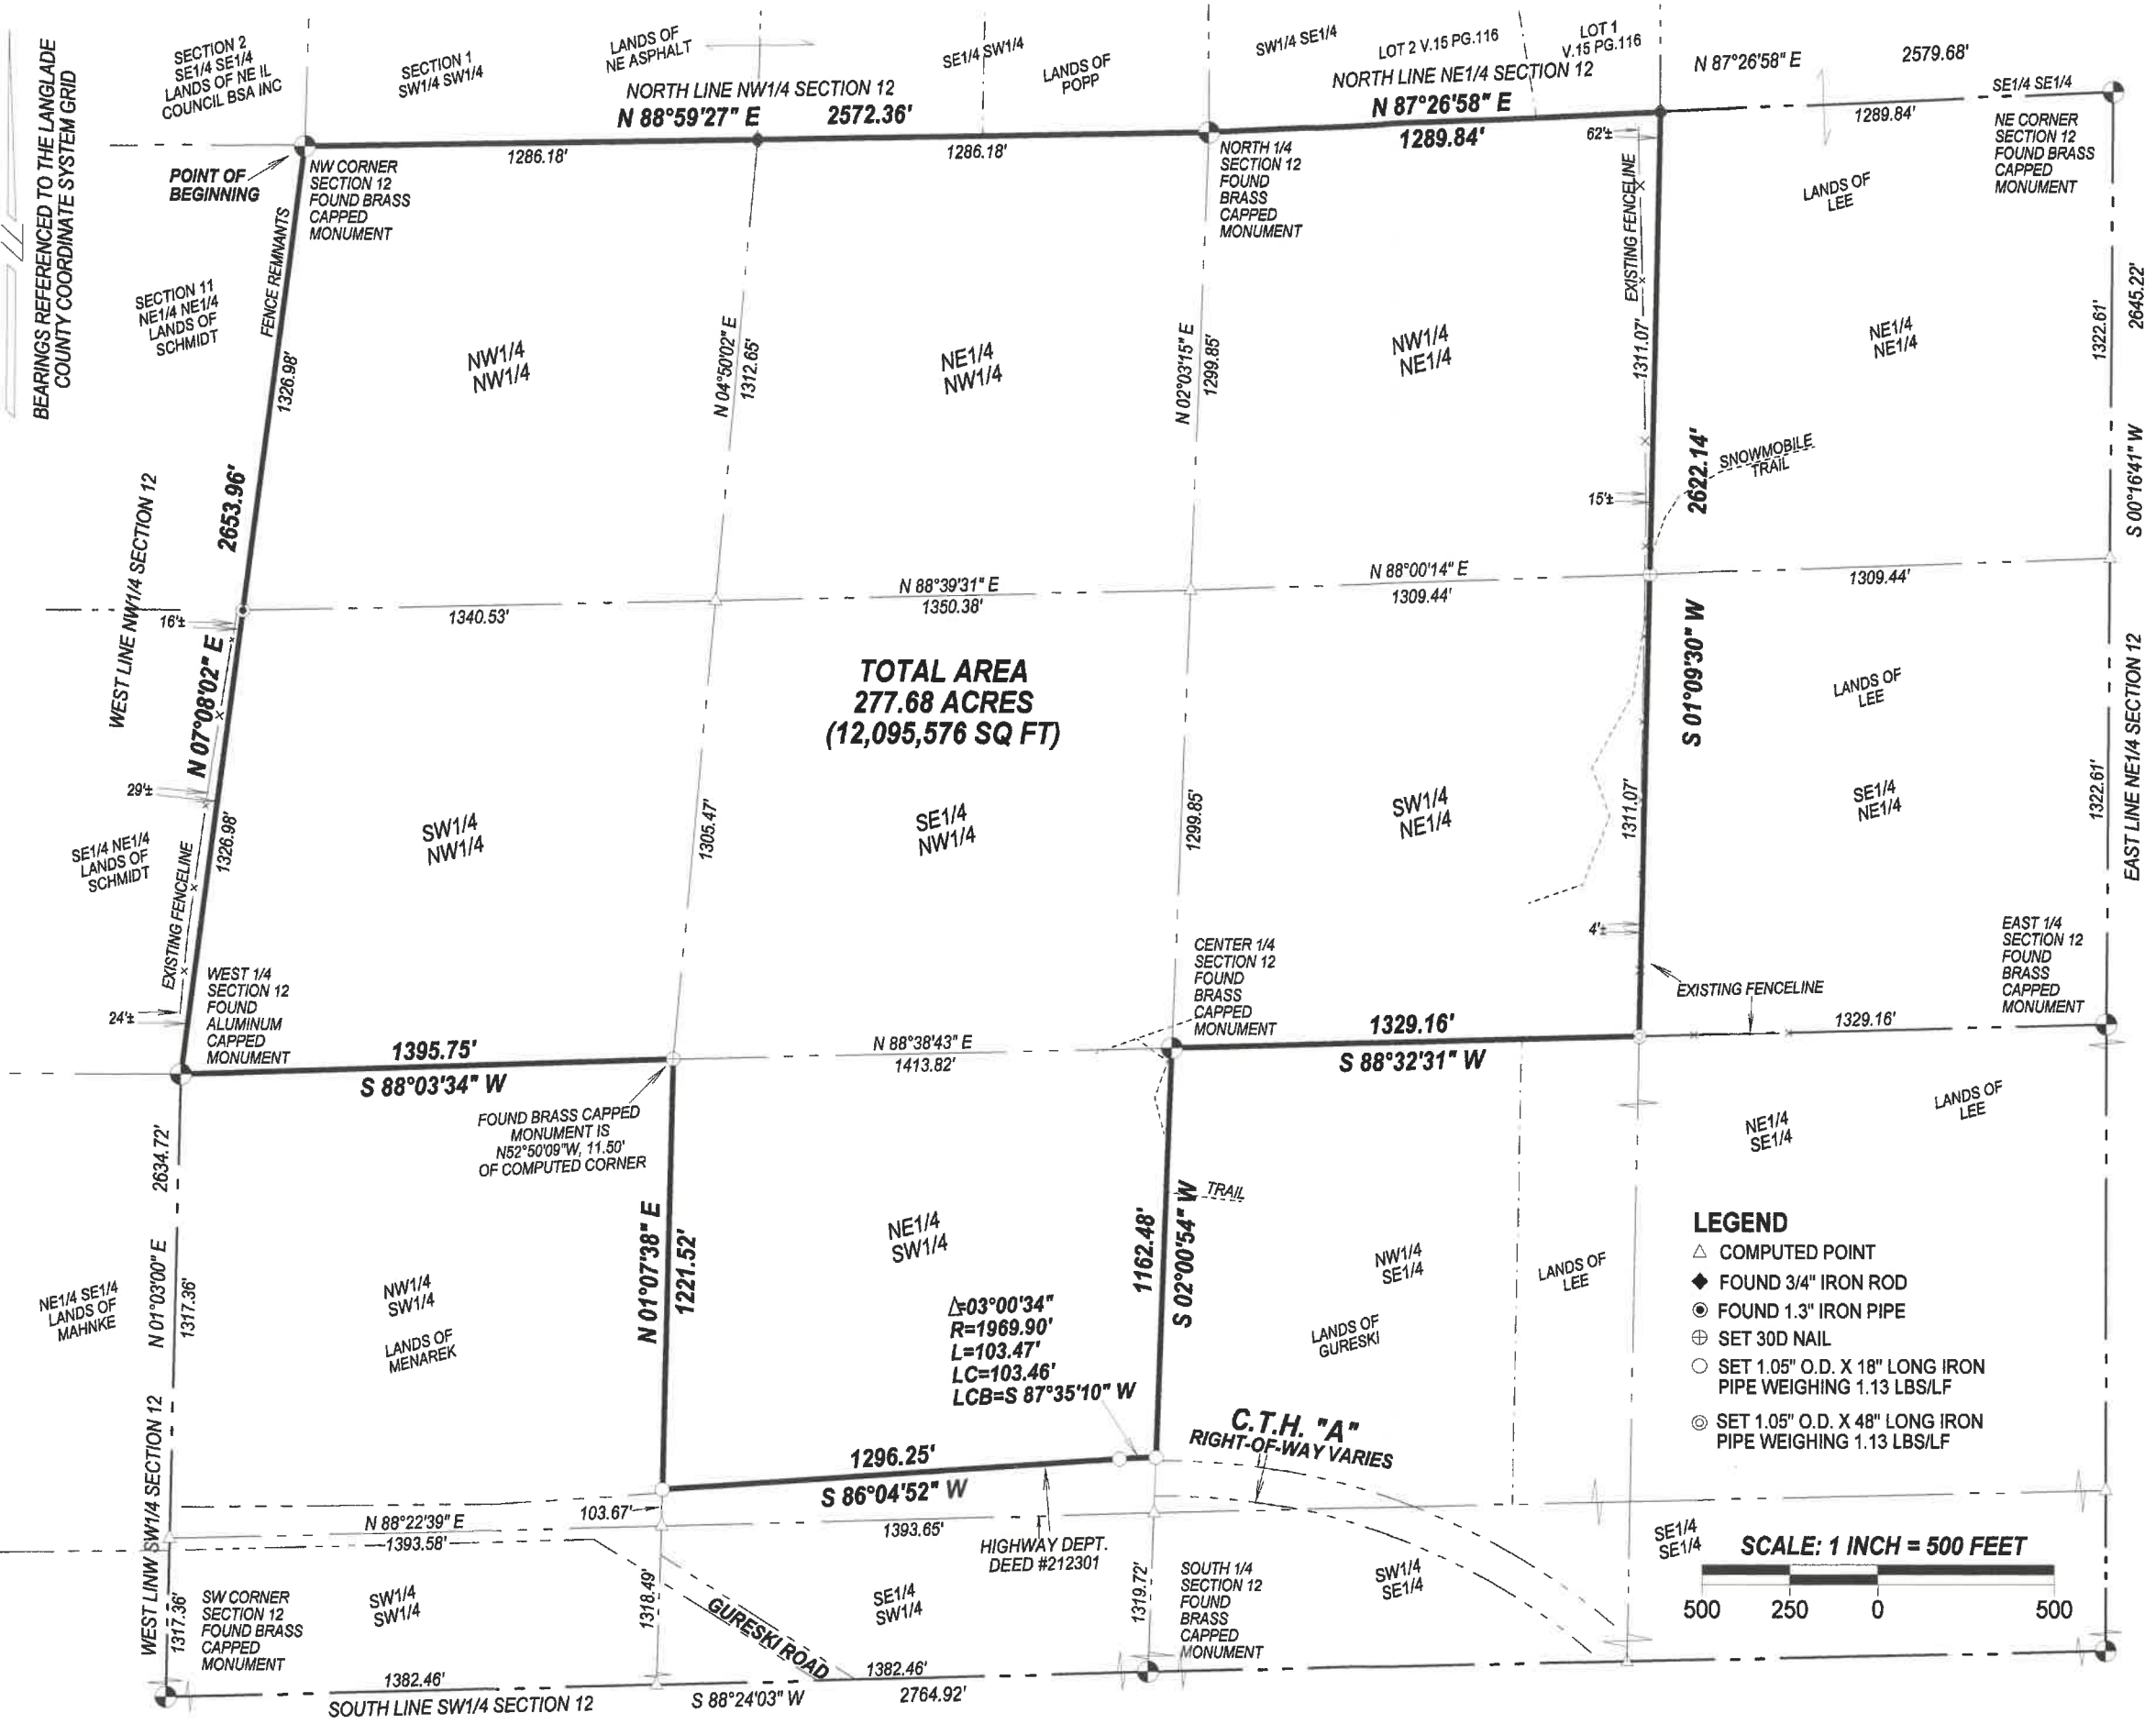 BEARINGS REFERENCED TO THE LANGLADE
COUNTY COORDINATE SYSTEM GRID
SECTION 2
SE1/4 SE1/4
LANDS OF NE IL
COUNCIL BSA INC
SECTION 1
SW1/4 SW1/4
LANDS OF
NE ASPHALT
SE1/4 SW1/4
LANDS OF
POPP
SW1/4 SE1/4
LOT 2 V.15 PG.116
LOT 1
V.15 PG.116
NORTH LINE NW1/4 SECTION 12
N 88°59'27" E 2572.36'
1286.18'
1286.18'
NORTH LINE NE1/4 SECTION 12
N 87°26'58" E
1289.84'
N 87°26'58" E 2579.68'
1289.84'
SE1/4 SE1/4
NE CORNER
SECTION 12
FOUND BRASS
CAPPED
MONUMENT
POINT OF
BEGINNING
NW CORNER
SECTION 12
FOUND BRASS
CAPPED
MONUMENT
NORTH 1/4
SECTION 12
FOUND
BRASS
CAPPED
MONUMENT
62'±
EXISTING FENCELINE
LANDS OF
LEE
FENCE REMNANTS
1326.98'
SECTION 11
NE1/4 NE1/4
LANDS OF
SCHMIDT
NW1/4
NW1/4
N 04°50'02" E
1312.65'
NE1/4
NW1/4
N 02°03'15" E
1299.85'
NW1/4
NE1/4
1311.07'
NE1/4
NE1/4
1322.61'
2645.22'
S 00°16'41" W
EAST LINE NE1/4 SECTION 12
WEST LINE NW1/4 SECTION 12
2653.96'
N 07°08'02" E
2622.14'
S 01°09'30" W
SNOWMOBILE
TRAIL
15'±
16'±
1340.53'
N 88°39'31" E
1350.38'
N 88°00'14" E
1309.44'
1309.44'
TOTAL AREA
277.68 ACRES
(12,095,576 SQ FT)
LANDS OF
LEE
29'±
1326.98'
SE1/4 NE1/4
LANDS OF
SCHMIDT
EXISTING FENCELINE
SW1/4
NW1/4
1305.47'
SE1/4
NW1/4
1299.85'
SW1/4
NE1/4
1311.07'
SE1/4
NE1/4
1322.61'
4'±
24'±
WEST 1/4
SECTION 12
FOUND
ALUMINUM
CAPPED
MONUMENT
CENTER 1/4
SECTION 12
FOUND
BRASS
CAPPED
MONUMENT
EAST 1/4
SECTION 12
FOUND
BRASS
CAPPED
MONUMENT
EXISTING FENCELINE
1395.75'
S 88°03'34" W
N 88°38'43" E
1413.82'
1329.16'
S 88°32'31" W
1329.16'
FOUND BRASS CAPPED
MONUMENT IS
N52°50'09"W, 11.50'
OF COMPUTED CORNER
2634.72'
N 01°03'00" E
1317.36'
NE1/4 SE1/4
LANDS OF
MAHNKE
NW1/4
SW1/4
LANDS OF
MENAREK
N 01°07'38" E
1221.52'
NE1/4
SW1/4
1162.48'
S 02°00'54" W
TRAIL
NW1/4
SE1/4
LANDS OF
GURESKI
LANDS OF
LEE
NE1/4
SE1/4
LANDS OF
LEE
Δ=03°00'34"
R=1969.90'
L=103.47'
LC=103.46'
LCB=S 87°35'10" W
LEGEND
COMPUTED POINT
FOUND 3/4" IRON ROD
FOUND 1.3" IRON PIPE
SET 30D NAIL
SET 1.05" O.D. X 18" LONG IRON
PIPE WEIGHING 1.13 LBS/LF
SET 1.05" O.D. X 48" LONG IRON
PIPE WEIGHING 1.13 LBS/LF
C.T.H. "A"
RIGHT-OF-WAY VARIES
1296.25'
S 86°04'52" W
103.67'
N 88°22'39" E
1393.58'
1393.65'
HIGHWAY DEPT.
DEED #212301
WEST LINW SW1/4 SECTION 12
1317.36'
SW CORNER
SECTION 12
FOUND BRASS
CAPPED
MONUMENT
SW1/4
SW1/4
1318.49'
GURESKI ROAD
SE1/4
SW1/4
1319.72'
SOUTH 1/4
SECTION 12
FOUND
BRASS
CAPPED
MONUMENT
SW1/4
SE1/4
SE1/4
SE1/4
SCALE: 1 INCH = 500 FEET
500 250 0 500
1382.46'
1382.46'
SOUTH LINE SW1/4 SECTION 12
S 88°24'03" W 2764.92'